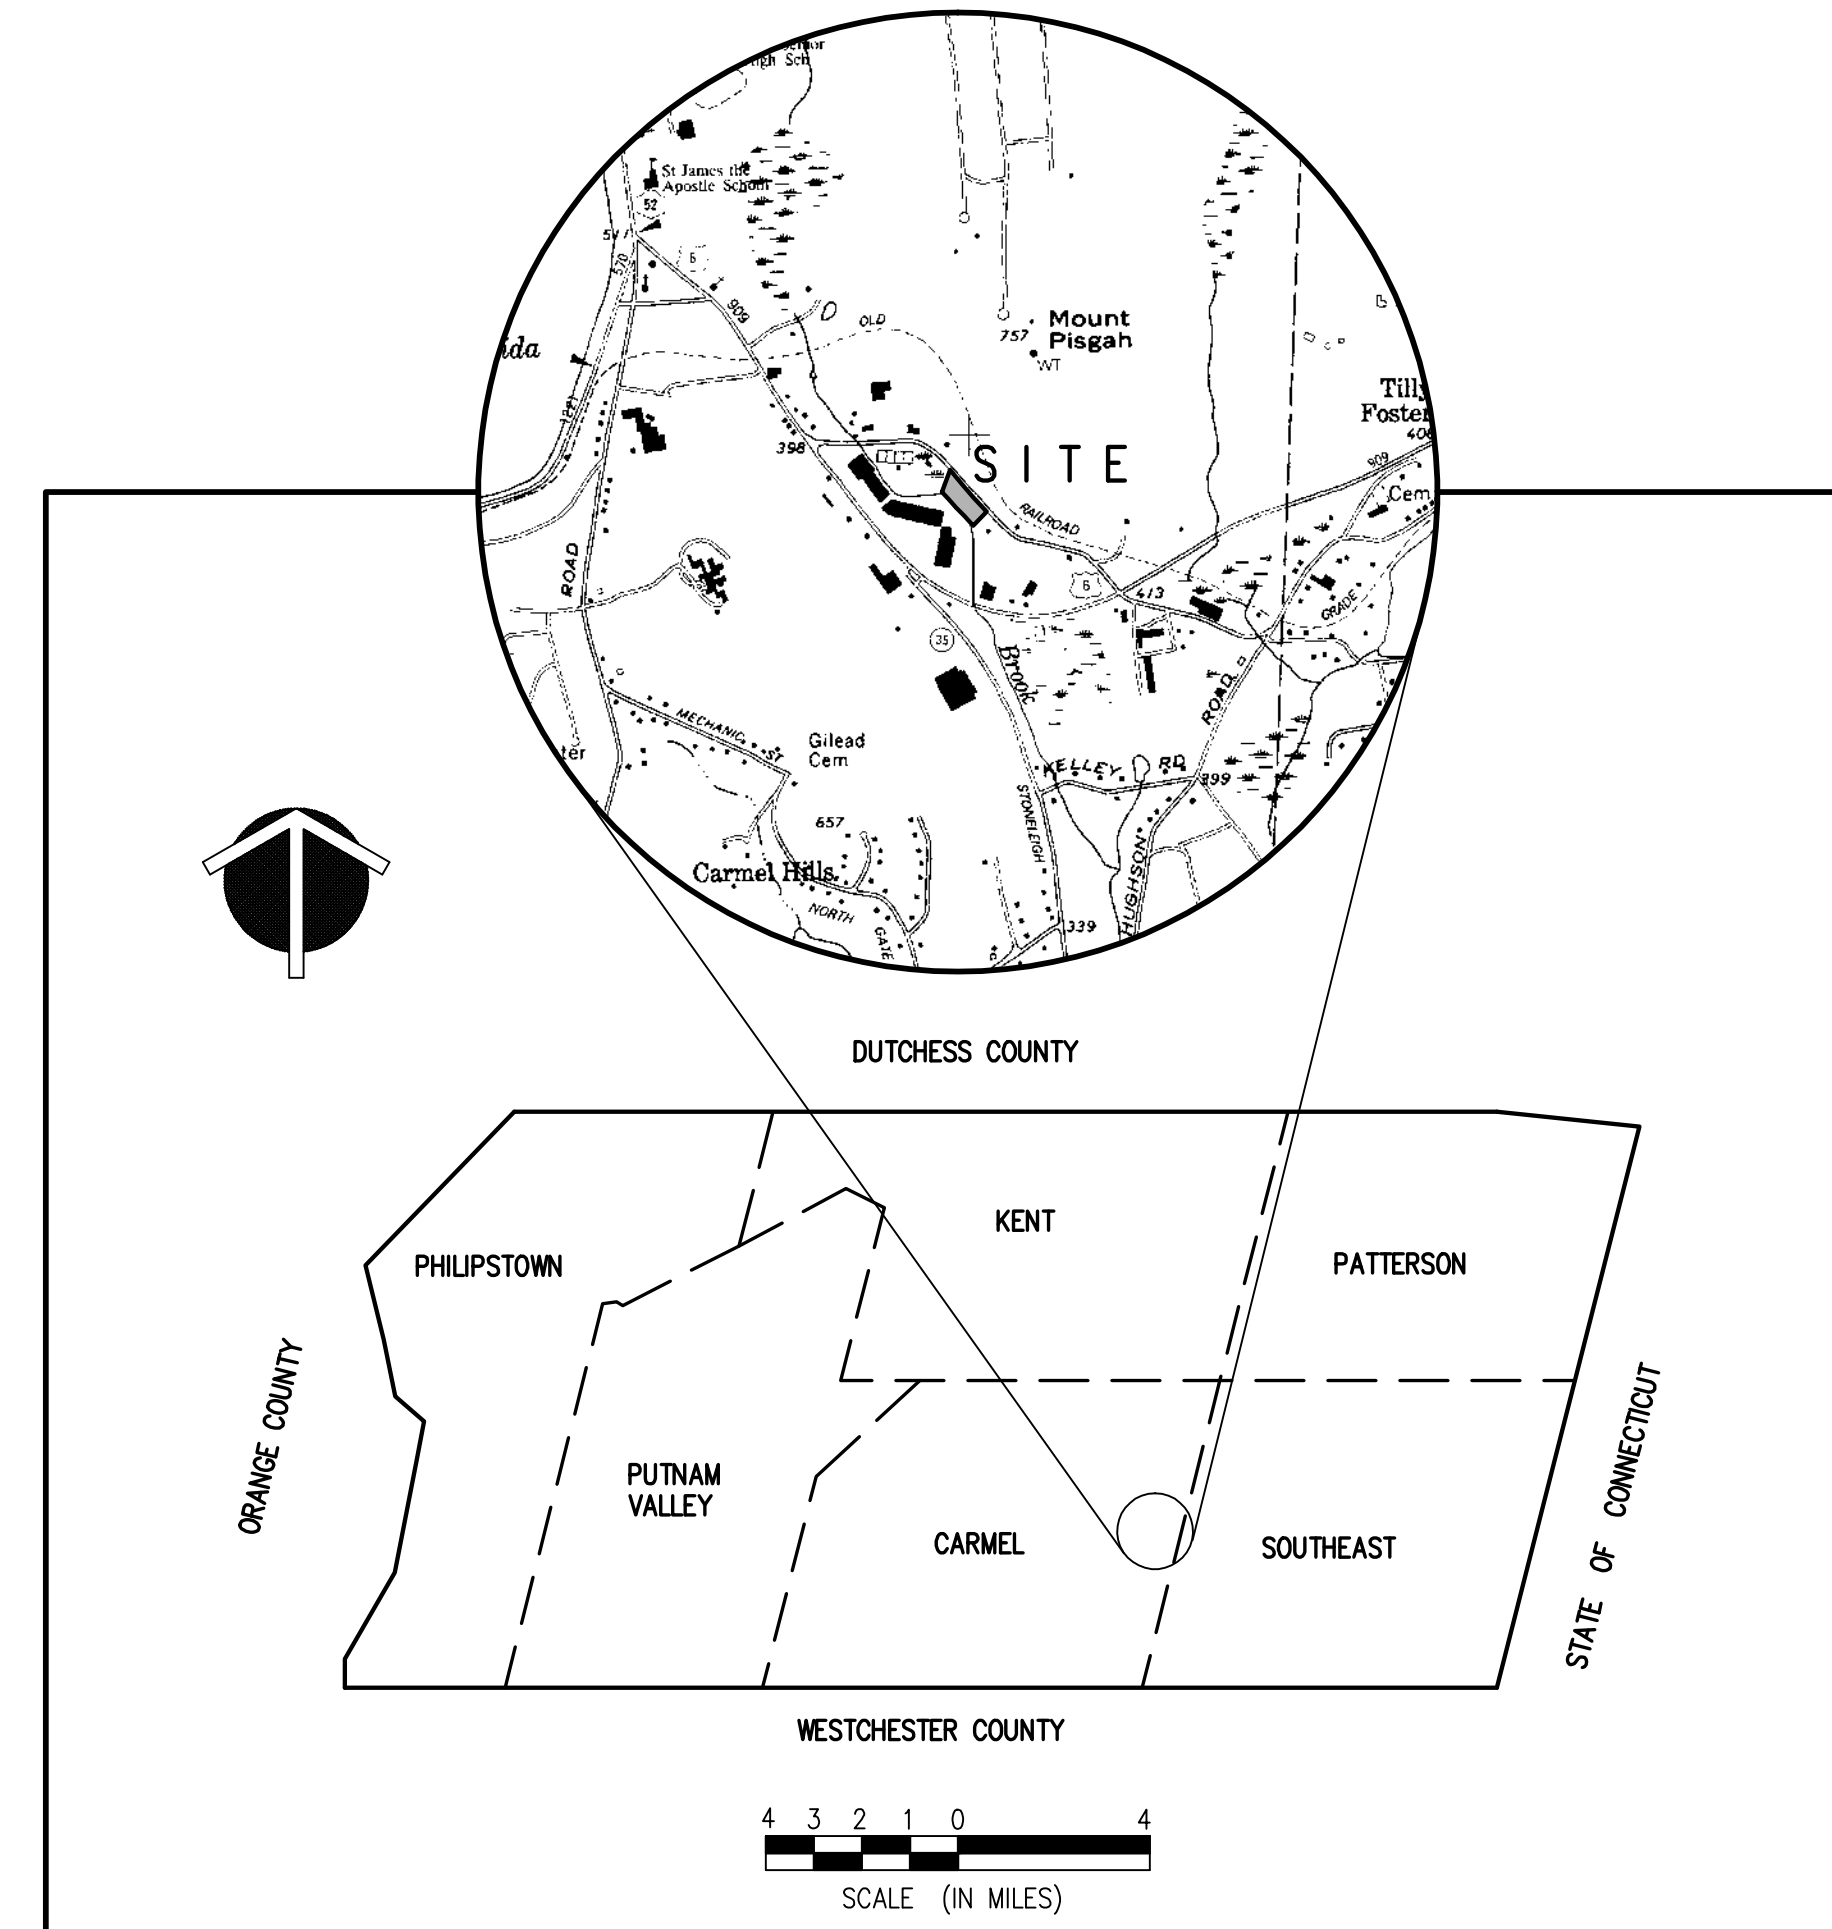 St James the
Apostle School
52
6
570
909
OLD
757
Mount
Pisgah
WT
Tilly
Foster
398
SITE
909
Cem
RAILROAD
ROAD
6
413
GRADE
35
Brook
ROAD
MECHANIC ST
Gilead
Cem
ter
KELLEY RD
399
STONELEIGH
657
HUGHSON
Carmel Hills
NORTH
GATE
339
DUTCHESS COUNTY
KENT
PHILIPSTOWN
PATTERSON
ORANGE COUNTY
PUTNAM
VALLEY
CARMEL
SOUTHEAST
STATE OF CONNECTICUT
WESTCHESTER COUNTY
4 3 2 1 0 4
SCALE (IN MILES)